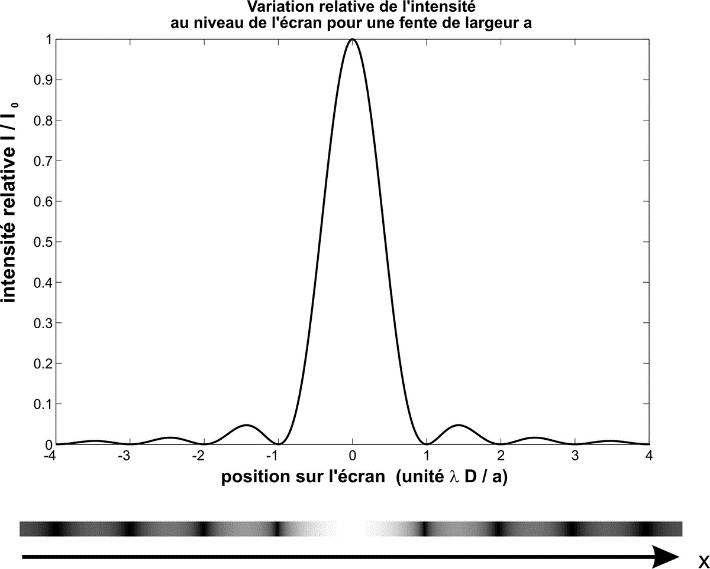 Variation relative de l'intensité
au niveau de l'écran pour une fente de largeur a
intensité relative I / I 0
1
0.9
0.8
0.7
0.6
0.5
0.4
0.3
0.2
0.1
0
-4 -3 -2 -1 0 1 2 3 4
position sur l'écran (unité λ D / a)
x